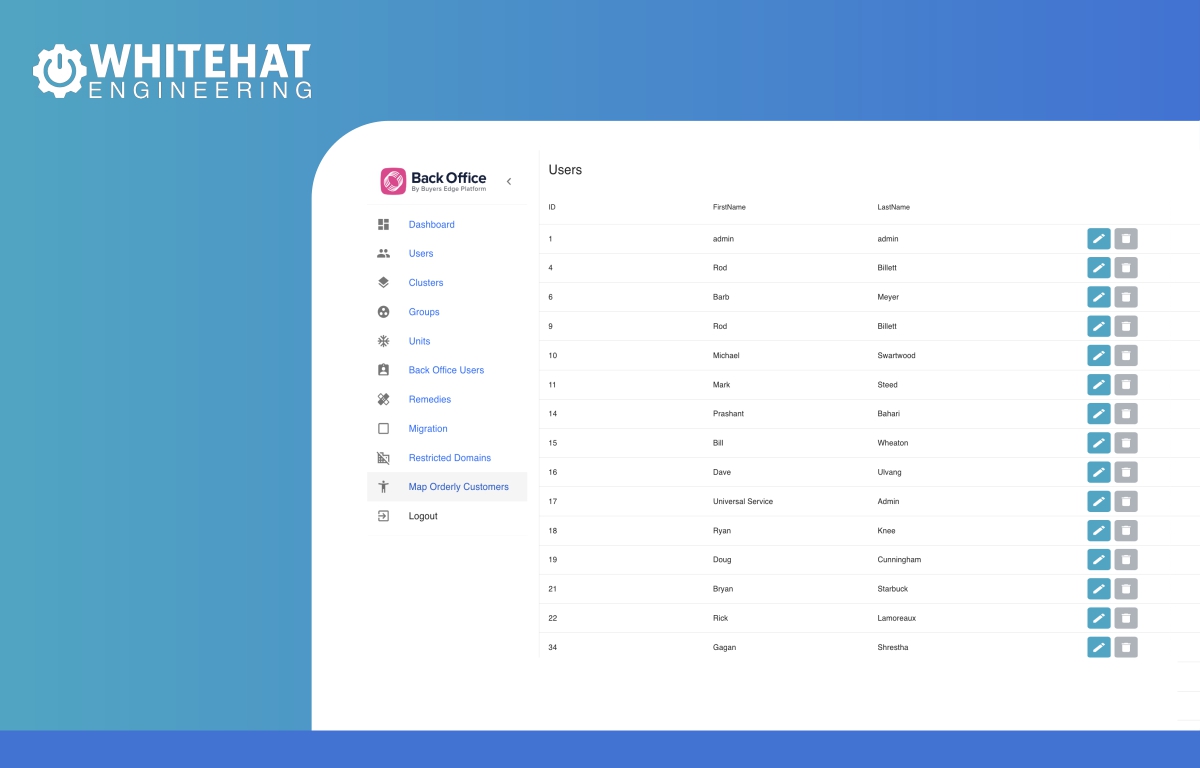 WHITEHAT
ENGINEERING
Back Office
By Buyers Edge Platform
Dashboard
Users
Clusters
Groups
Units
Back Office Users
Remedies
Migration
Restricted Domains
Map Orderly Customers
Logout
Users
ID FirstName LastName
1 admin admin
4 Rod Billett
6 Barb Meyer
9 Rod Billett
10 Michael Swartwood
11 Mark Steed
14 Prashant Bahari
15 Bill Wheaton
16 Dave Ulvang
17 Universal Service Admin
18 Ryan Knee
19 Doug Cunningham
21 Bryan Starbuck
22 Rick Lamoreaux
34 Gagan Shrestha